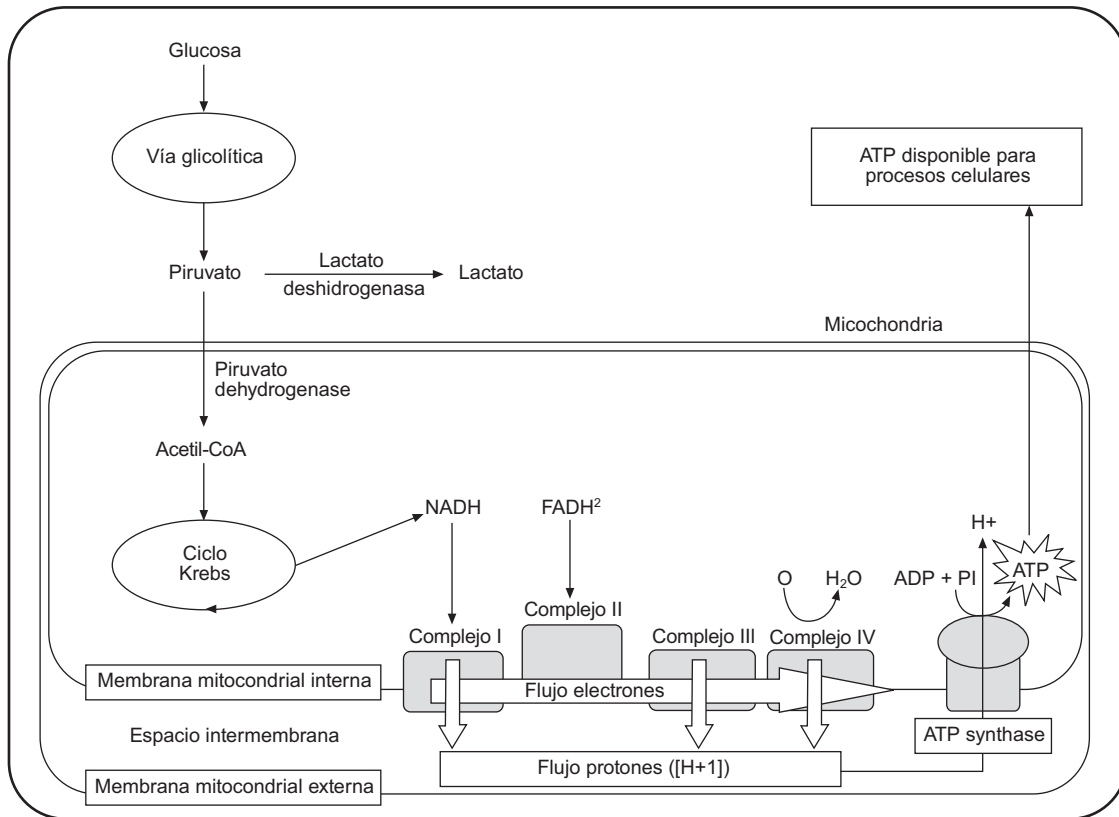 Glucosa
Vía glicolítica
ATP disponible para
procesos celulares
Piruvato
Lactato
deshidrogenasa
Lactato
Micochondria
Piruvato
dehydrogenase
Acetil-CoA
NADH
FADH²
Ciclo
Krebs
O
H₂O
H+
ADP + PI
ATP
Complejo I
Complejo II
Complejo III
Complejo IV
Membrana mitocondrial interna
Flujo electrones
Espacio intermembrana
ATP synthase
Flujo protones ([H+1])
Membrana mitocondrial externa